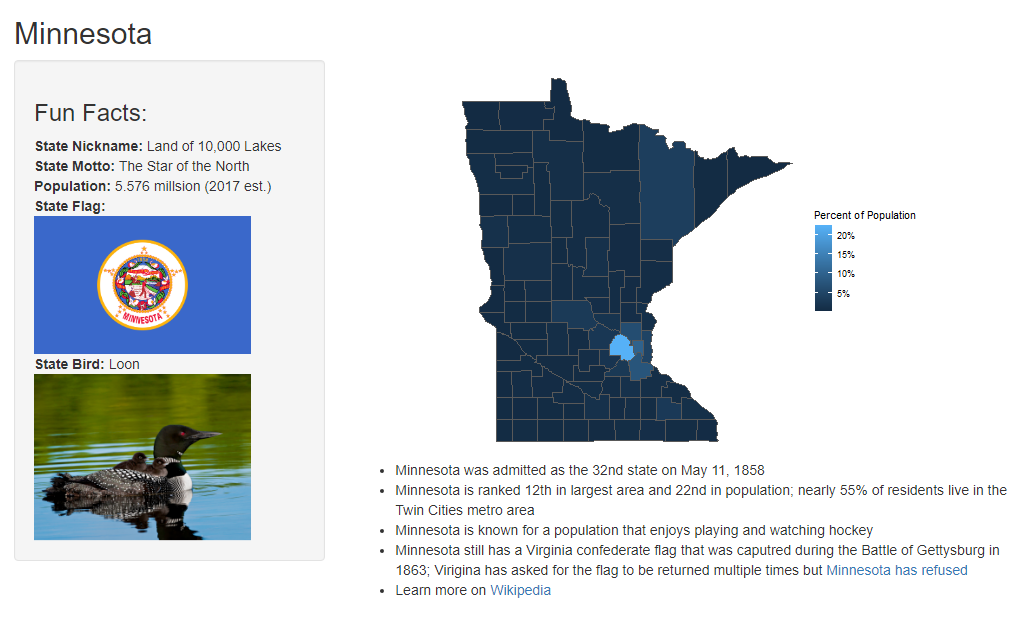 Minnesota
Fun Facts:
State Nickname: Land of 10,000 Lakes
State Motto: The Star of the North
Population: 5.576 millsion (2017 est.)
State Flag:
MINNESOTA
State Bird: Loon
Percent of Population
20%
15%
10%
5%
Minnesota was admitted as the 32nd state on May 11, 1858
Minnesota is ranked 12th in largest area and 22nd in population; nearly 55% of residents live in the
Twin Cities metro area
Minnesota is known for a population that enjoys playing and watching hockey
Minnesota still has a Virginia confederate flag that was caputred during the Battle of Gettysburg in
1863; Virigina has asked for the flag to be returned multiple times but Minnesota has refused
Learn more on Wikipedia